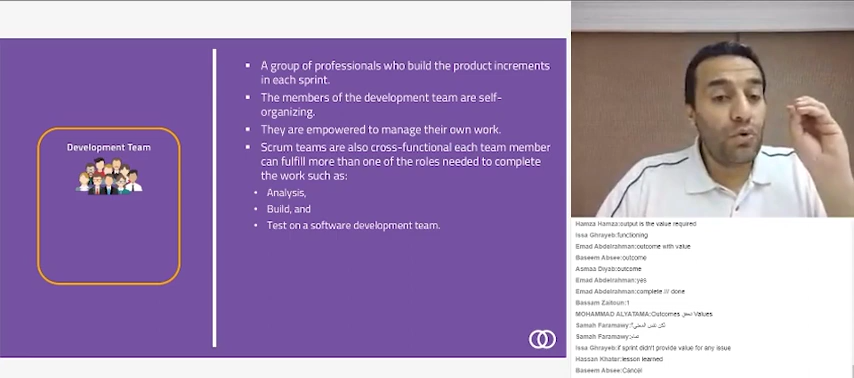 Development Team
▪ A group of professionals who build the product increments
in each sprint.
▪ The members of the development team are self-
organizing.
▪ They are empowered to manage their own work.
▪ Scrum teams are also cross-functional each team member
can fulfill more than one of the roles needed to complete
the work such as:
• Analysis,
• Build, and
• Test on a software development team.
Hamza Hamza:output is the value required
Issa Ghrayeb:functioning
Emad Abdelrahman:outcome with value
Baseem Absee:outcome
Asmaa Diyab:outcome
Emad Abdelrahman:yes
Emad Abdelrahman:complete /// done
Bassam Zaitoun:1
MOHAMMAD ALYATAMA:Outcomes تحقق Values
Samah Faramawy:لكن نفس المعني؟
Samah Faramawy:تمام
Issa Ghrayeb:if sprint didn't provide value for any issue
Hassan Khater:lesson learned
Baseem Absee:Cancel